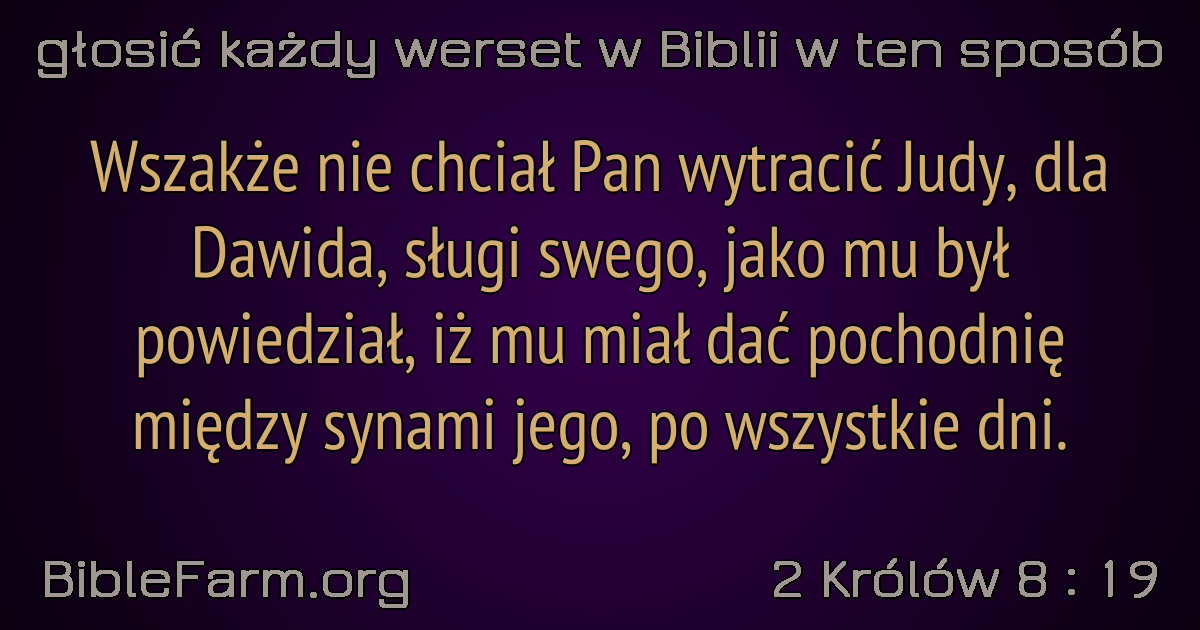 głosić każdy werset w Biblii w ten sposób
Wszakże nie chciał Pan wytracić Judy, dla
Dawida, sługi swego, jako mu był
powiedział, iż mu miał dać pochodnię
między synami jego, po wszystkie dni.
BibleFarm.org
2 Królów 8 : 19